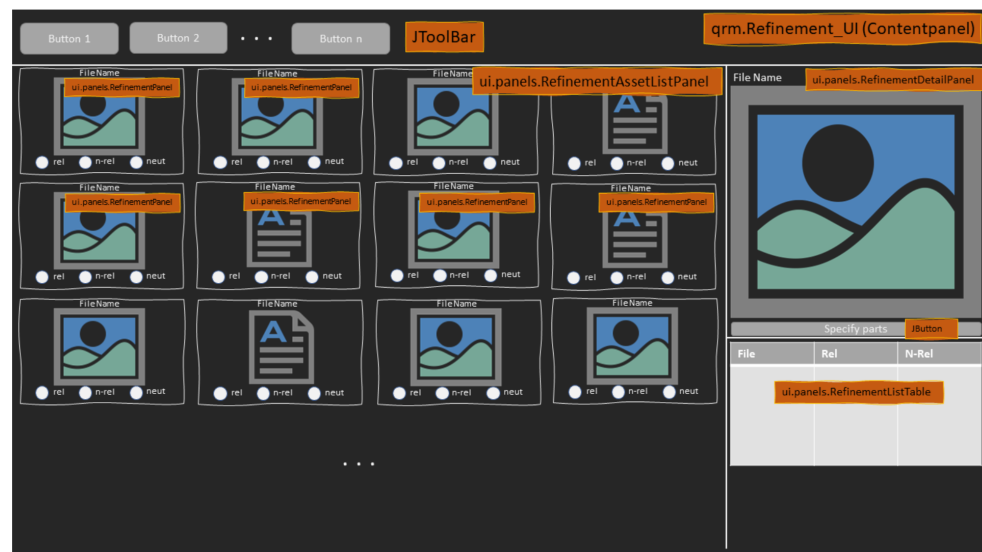 Button 1
Button 2
. . .
Button n
JToolBar
qrm.Refinement_UI (Contentpanel)
FileName
ui.panels.RefinementPanel
rel
n-rel
neut
FileName
ui.panels.RefinementPanel
rel
n-rel
neut
FileName
rel
n-rel
neut
ui.panels.RefinementAssetListPanel
A
rel
n-rel
neut
FileName
ui.panels.RefinementPanel
rel
n-rel
neut
FileName
ui.panels.RefinementPanel
A
rel
n-rel
neut
FileName
ui.panels.RefinementPanel
rel
n-rel
neut
FileName
ui.panels.RefinementPanel
A
rel
n-rel
neut
FileName
rel
n-rel
neut
FileName
A
rel
n-rel
neut
FileName
rel
n-rel
neut
FileName
rel
n-rel
neut
. . .
File Name
ui.panels.RefinementDetailPanel
Specify parts
JButton
File
Rel
N-Rel
ui.panels.RefinementListTable